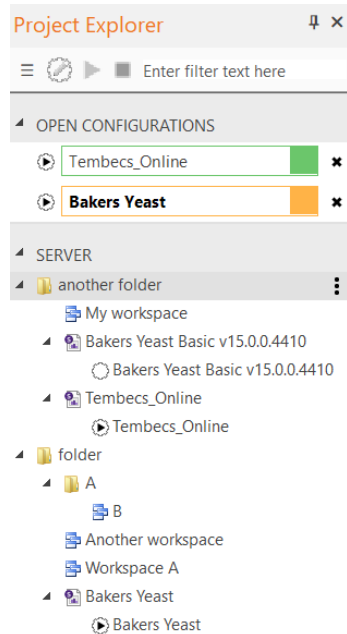 Project Explorer
Enter filter text here
OPEN CONFIGURATIONS
Tembecs_Online
Bakers Yeast
SERVER
another folder
My workspace
Bakers Yeast Basic v15.0.0.4410
Bakers Yeast Basic v15.0.0.4410
Tembecs_Online
Tembecs_Online
folder
A
B
Another workspace
Workspace A
Bakers Yeast
Bakers Yeast